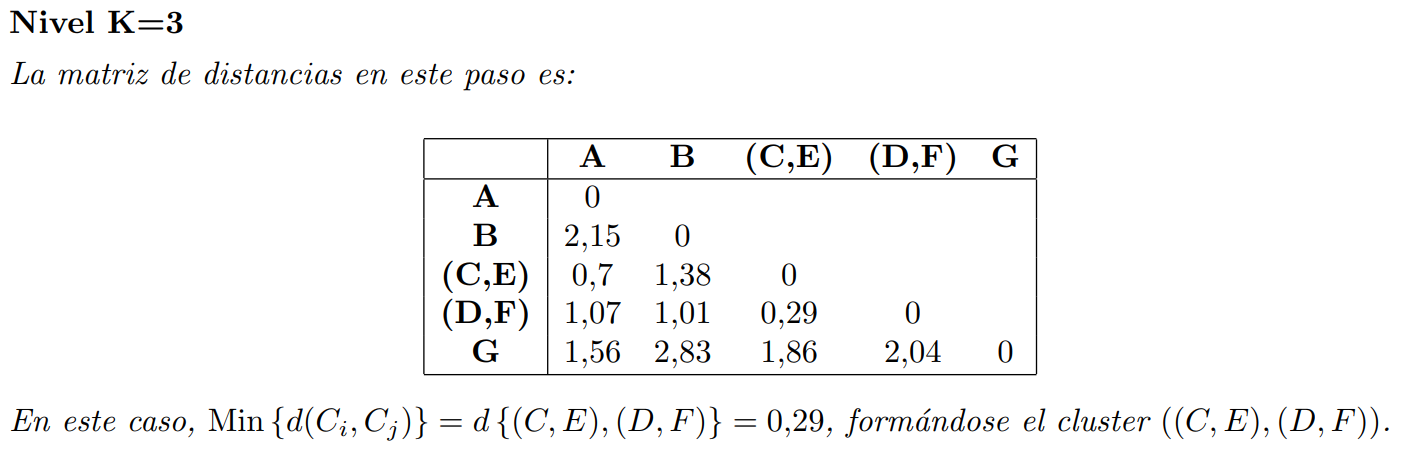 Nivel K=3
La matriz de distancias en este paso es:
A B (C,E) (D,F) G
A 0
B 2,15 0
(C,E) 0,7 1,38 0
(D,F) 1,07 1,01 0,29 0
G 1,56 2,83 1,86 2,04 0
En este caso, Min {d(C_i, C_j)} = d {(C, E), (D, F)} = 0,29, formándose el cluster ((C, E), (D, F)).